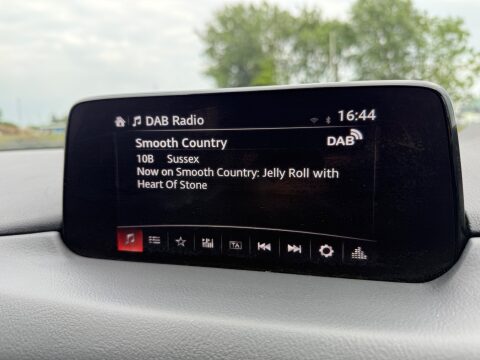 DAB Radio 16:44
Smooth Country DAB
10B Sussex
Now on Smooth Country: Jelly Roll with
Heart Of Stone
TA